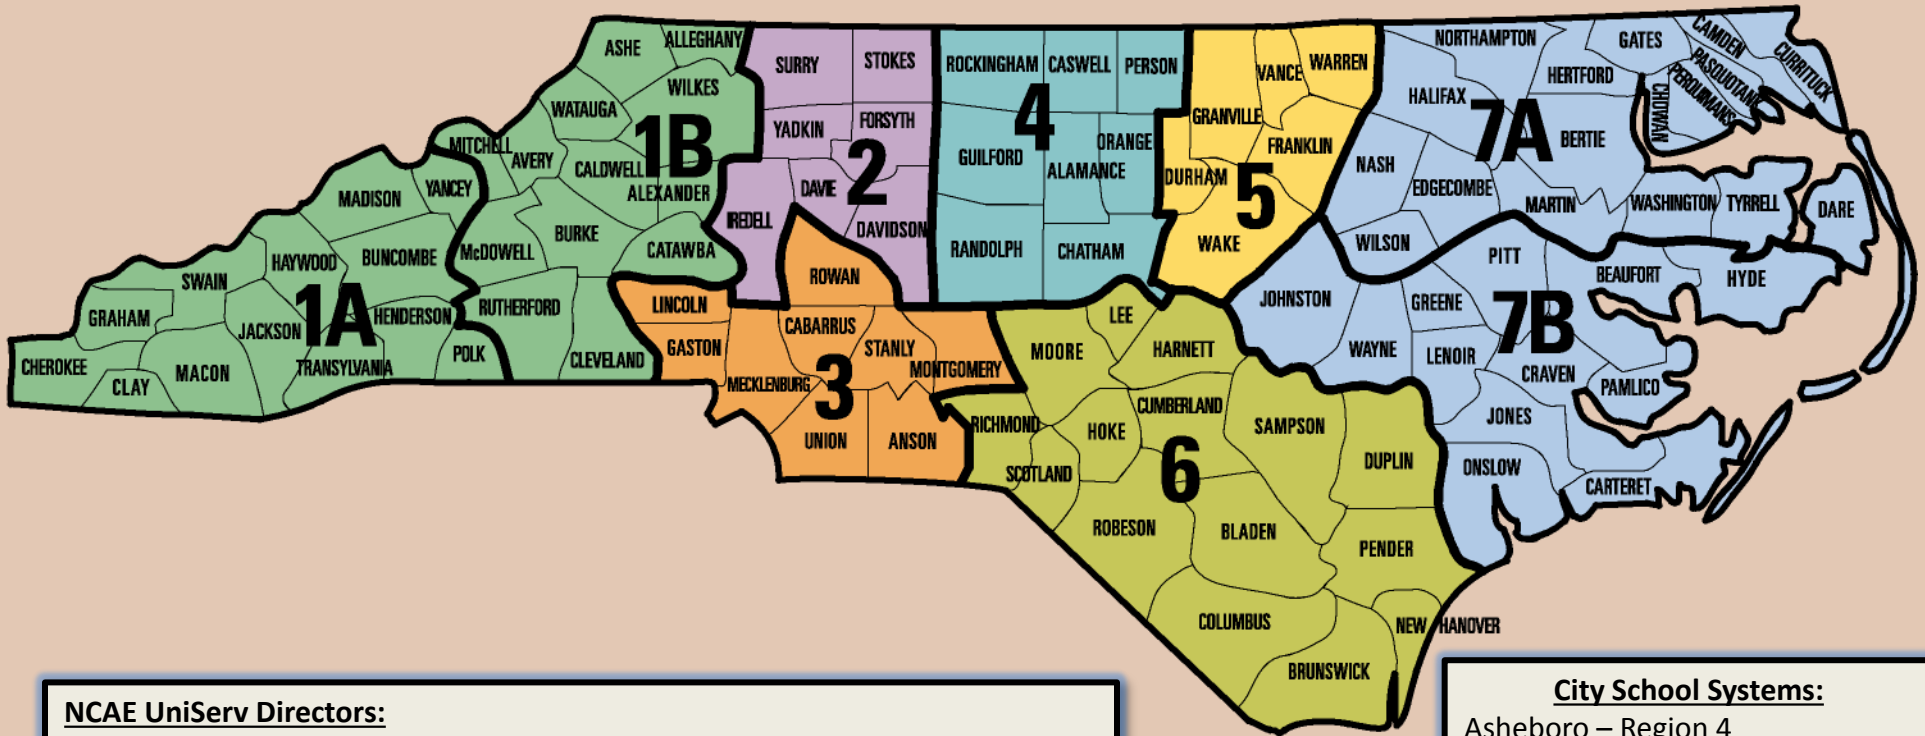 ASHE
ALLEGHANY
WILKES
WATAUGA
1B
MITCHELL
AVERY
CALDWELL
ALEXANDER
BURKE
CATAWBA
McDOWELL
RUTHERFORD
CLEVELAND
MADISON
YANCEY
BUNCOMBE
HAYWOOD
SWAIN
GRAHAM
JACKSON
1A
HENDERSON
POLK
CHEROKEE
CLAY
MACON
TRANSYLVANIA
SURRY
STOKES
YADKIN
FORSYTH
2
DAVIE
IREDELL
DAVIDSON
ROWAN
LINCOLN
GASTON
CABARRUS
STANLY
MECKLENBURG
3
MONTGOMERY
UNION
ANSON
ROCKINGHAM
CASWELL
PERSON
4
GUILFORD
ORANGE
ALAMANCE
RANDOLPH
CHATHAM
VANCE
WARREN
GRANVILLE
FRANKLIN
DURHAM
5
WAKE
LEE
MOORE
HARNETT
RICHMOND
HOKE
CUMBERLAND
SAMPSON
SCOTLAND
6
DUPLIN
ROBESON
BLADEN
PENDER
COLUMBUS
NEW HANOVER
BRUNSWICK
NORTHAMPTON
GATES
CAMDEN
CURRITUCK
PASQUOTANK
PERQUIMANS
CHOWAN
HERTFORD
HALIFAX
7A
BERTIE
NASH
EDGECOMBE
MARTIN
WASHINGTON
TYRRELL
DARE
WILSON
PITT
BEAUFORT
HYDE
JOHNSTON
GREENE
7B
WAYNE
LENOIR
CRAVEN
PAMLICO
JONES
ONSLOW
CARTERET
NCAE UniServ Directors:
City School Systems:
Asheboro – Region 4